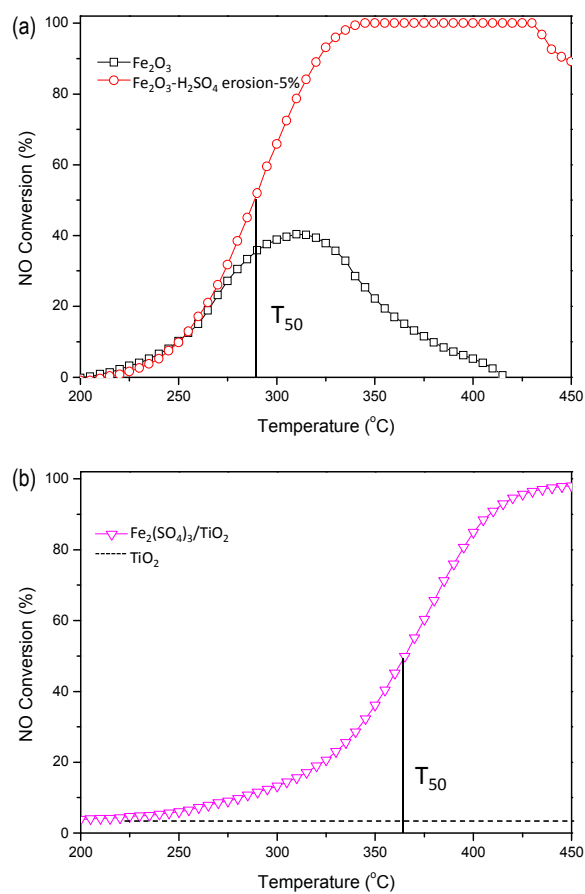 (a)
100
80
60
40
20
0
NO Conversion (%)
Fe2O3
Fe2O3-H2SO4 erosion-5%
T50
200 250 300 350 400 450
Temperature (oC)
(b)
100
80
60
40
20
0
NO Conversion (%)
Fe2(SO4)3/TiO2
TiO2
T50
200 250 300 350 400 450
Temperature (oC)